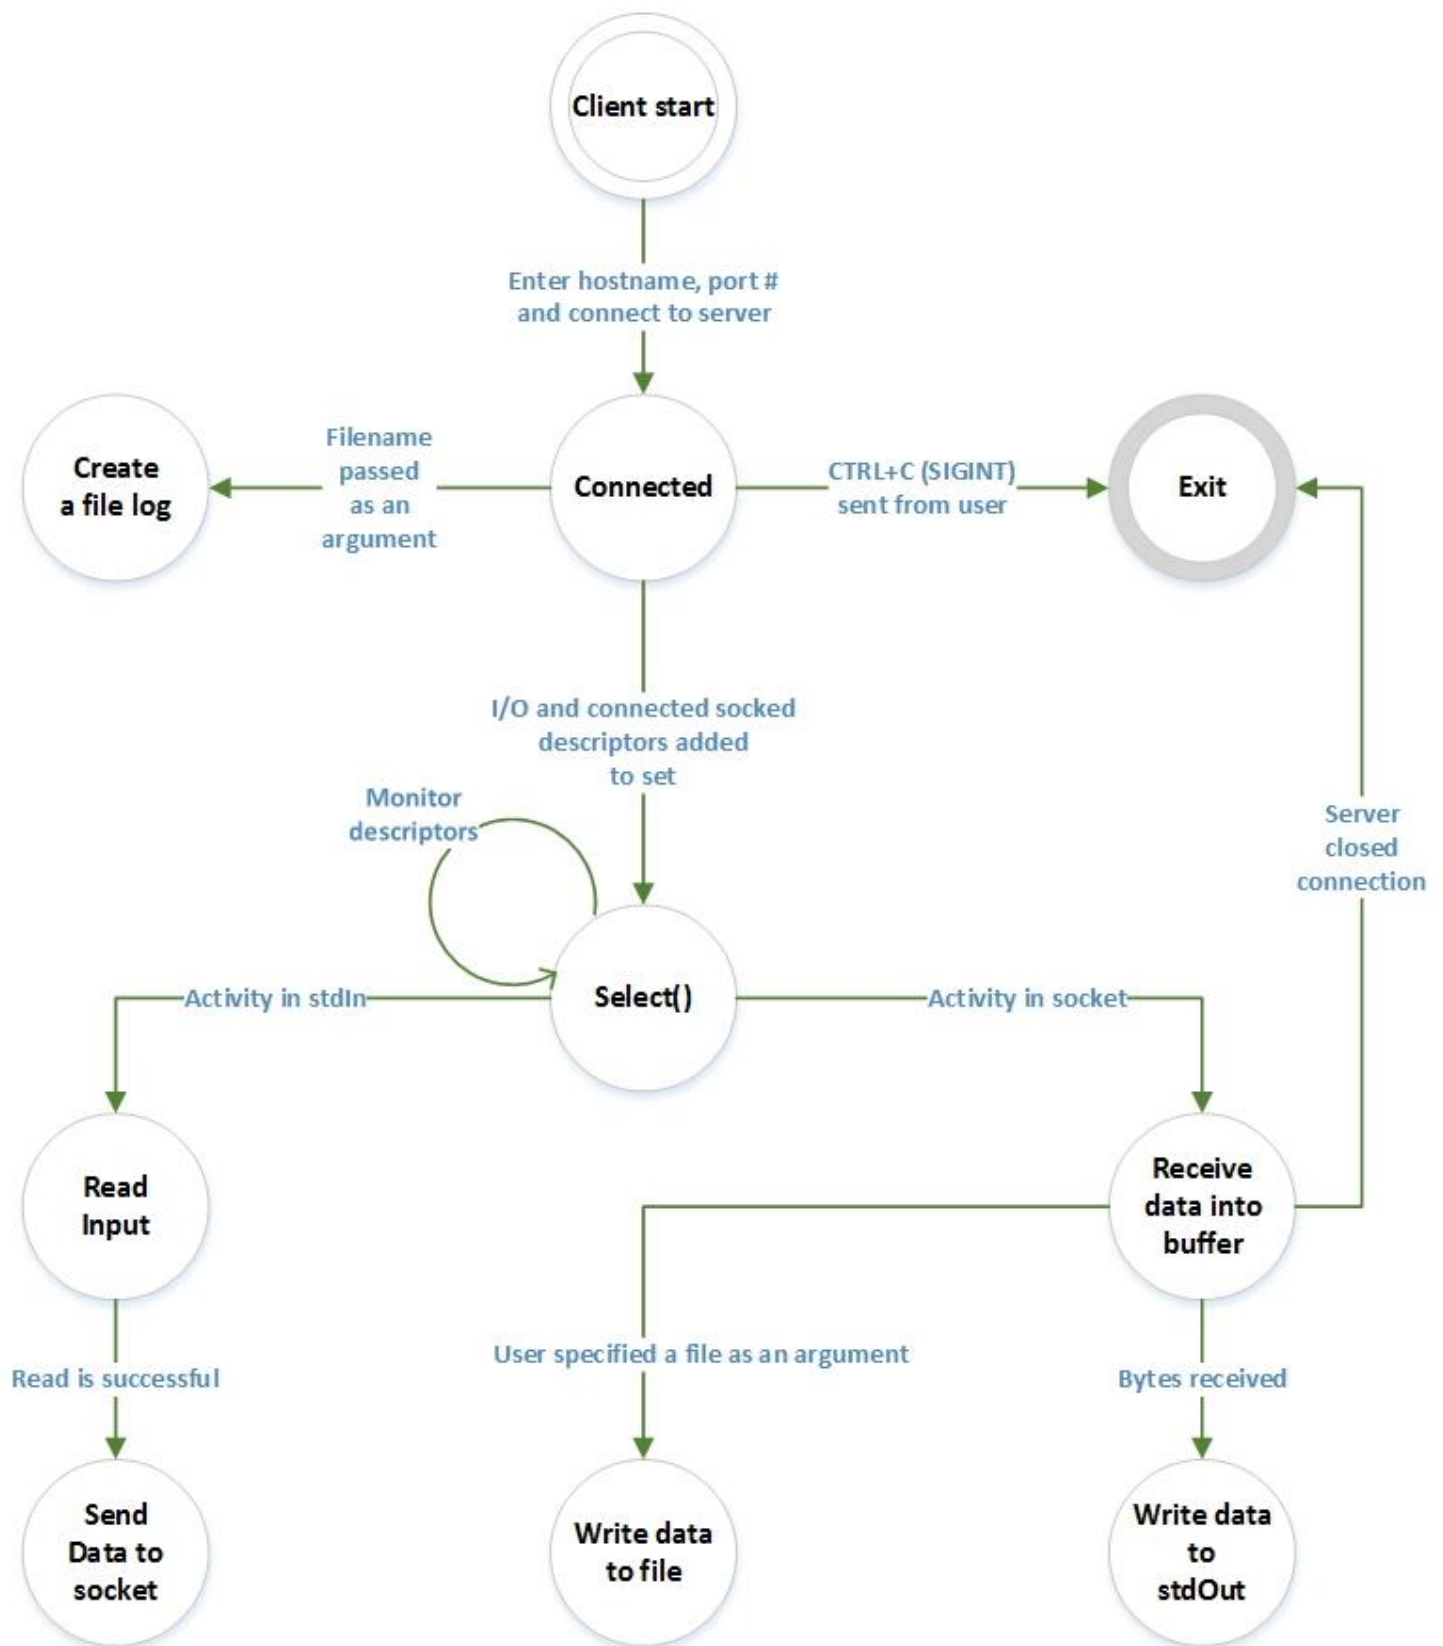 Client start
Enter hostname, port #
and connect to server
Create
a file log
Filename
passed
as an
argument
Connected
CTRL+C (SIGINT)
sent from user
Exit
I/O and connected socked
descriptors added
to set
Monitor
descriptors
Server
closed
connection
Activity in stdIn
Select()
Activity in socket
Read
Input
Receive
data into
buffer
Read is successful
User specified a file as an argument
Bytes received
Send
Data to
socket
Write data
to file
Write data
to
stdOut